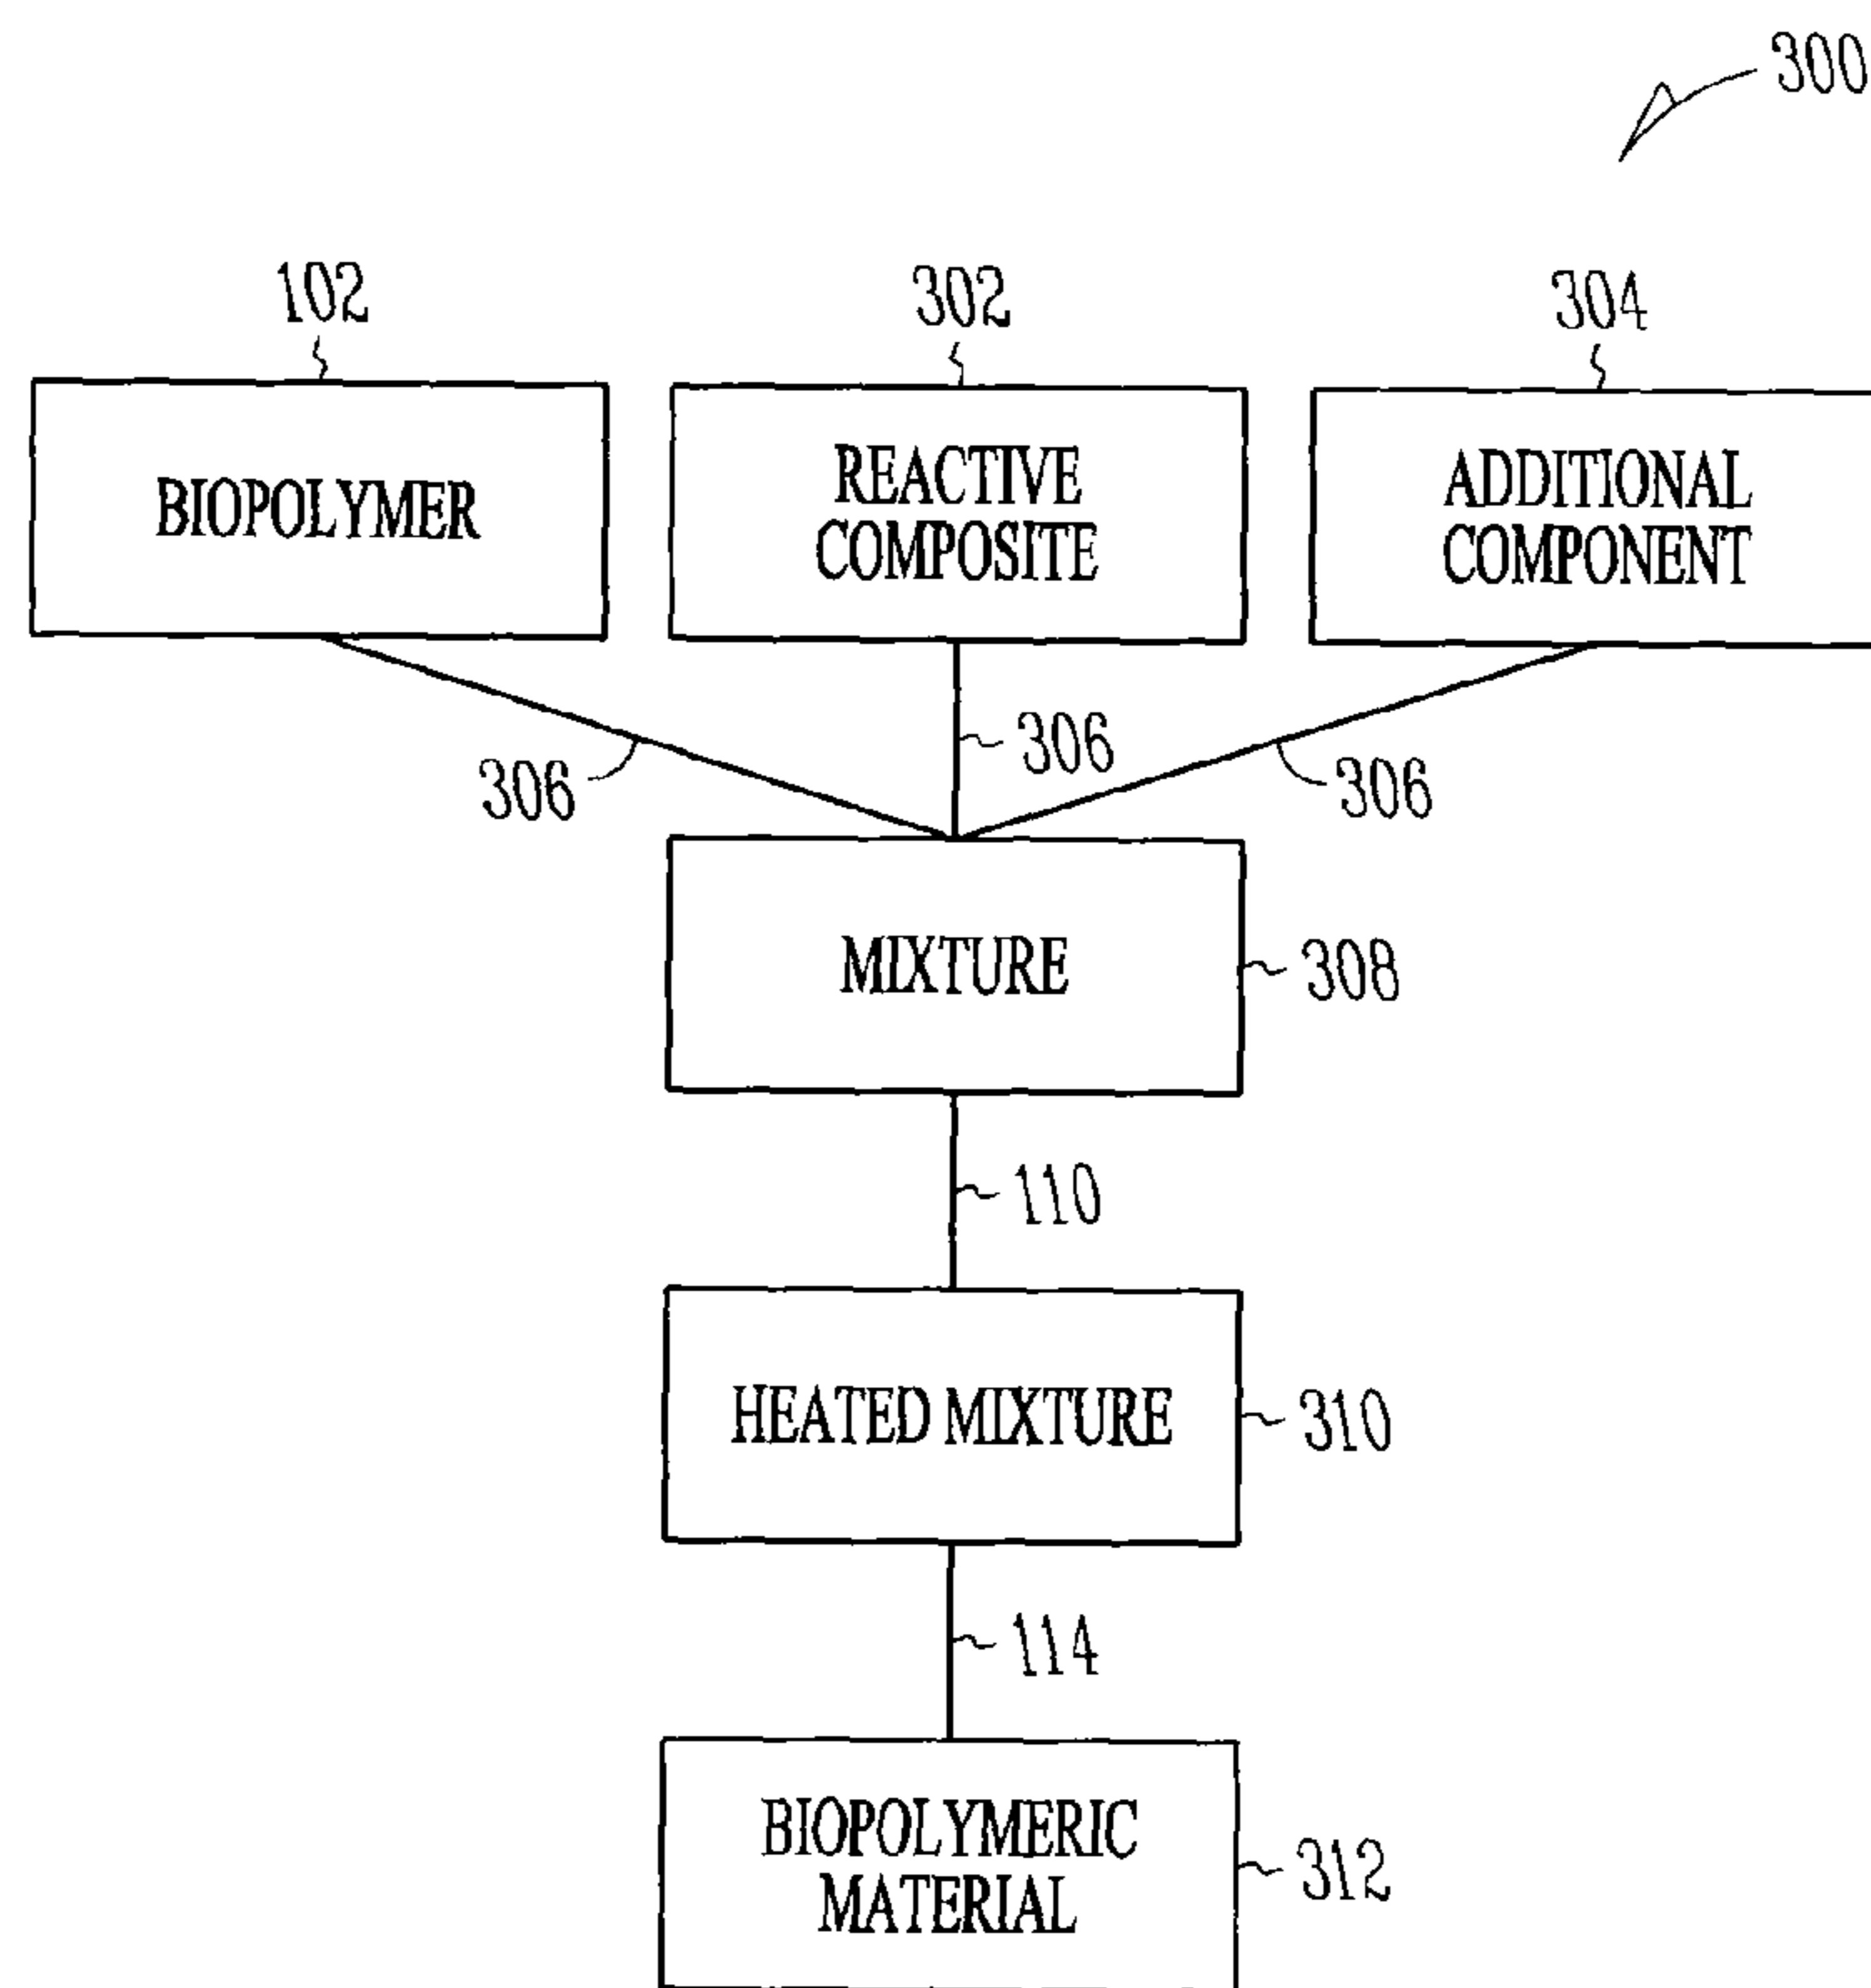 300
102
302
304
BIOPOLYMER
REACTIVE
COMPOSITE
ADDITIONAL
COMPONENT
306
306
306
MIXTURE
308
110
HEATED MIXTURE
310
114
BIOPOLYMERIC
MATERIAL
312